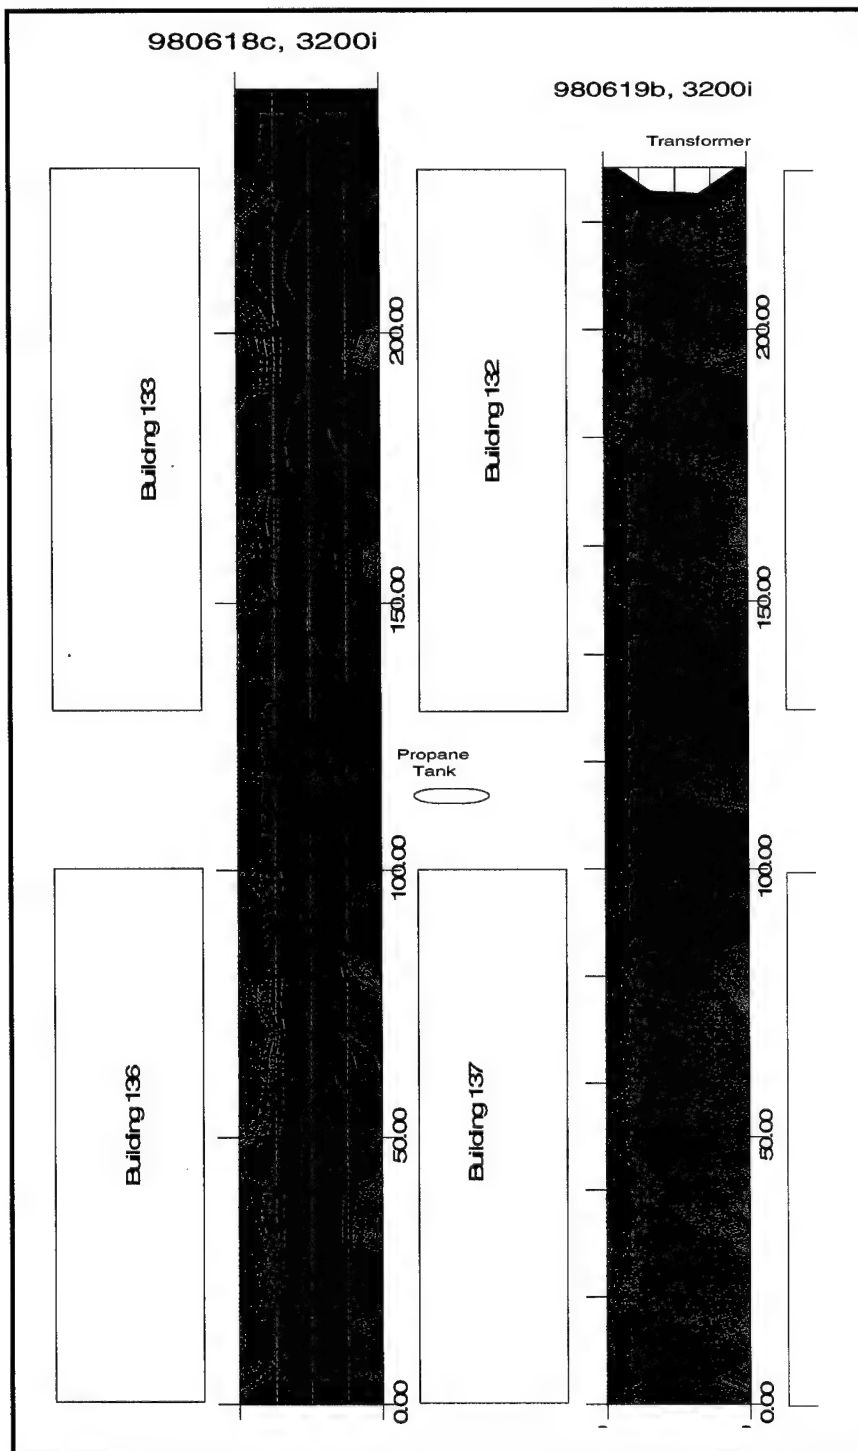 980618c, 3200i
980619b, 3200i
Transformer
Building 133
200.00
150.00
Building 132
200.00
150.00
Propane
Tank
100.00
50.00
0.00
Building 136
Building 137
100.00
50.00
0.00